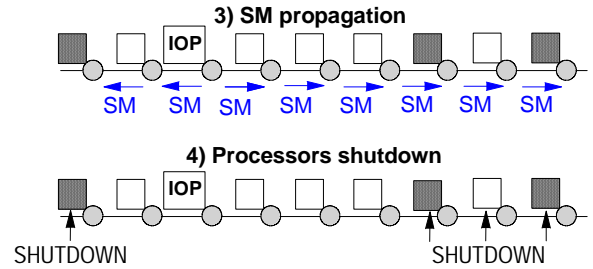 3) SM propagation
IOP
SM SM SM SM SM SM SM SM
4) Processors shutdown
IOP
SHUTDOWN SHUTDOWN